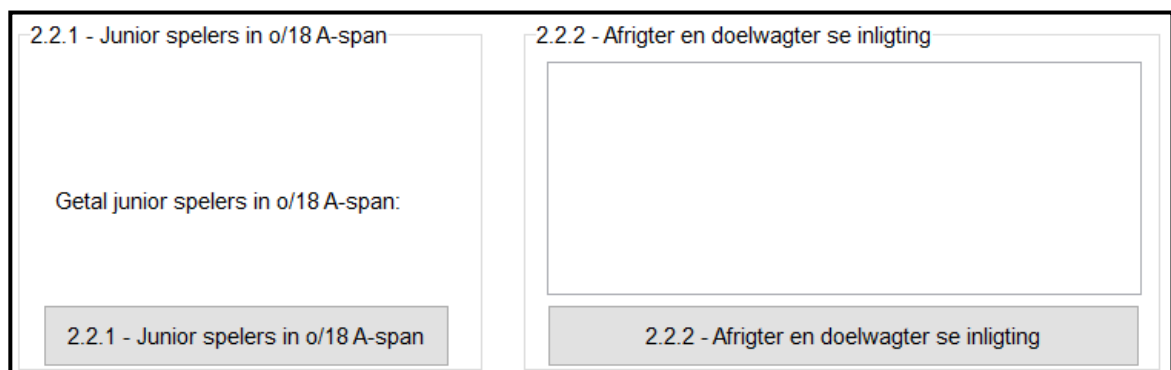 2.2.1 - Junior spelers in o/18 A-span
Getal junior spelers in o/18 A-span:
2.2.1 - Junior spelers in o/18 A-span
2.2.2 - Afrigter en doelwagter se inligting
2.2.2 - Afrigter en doelwagter se inligting